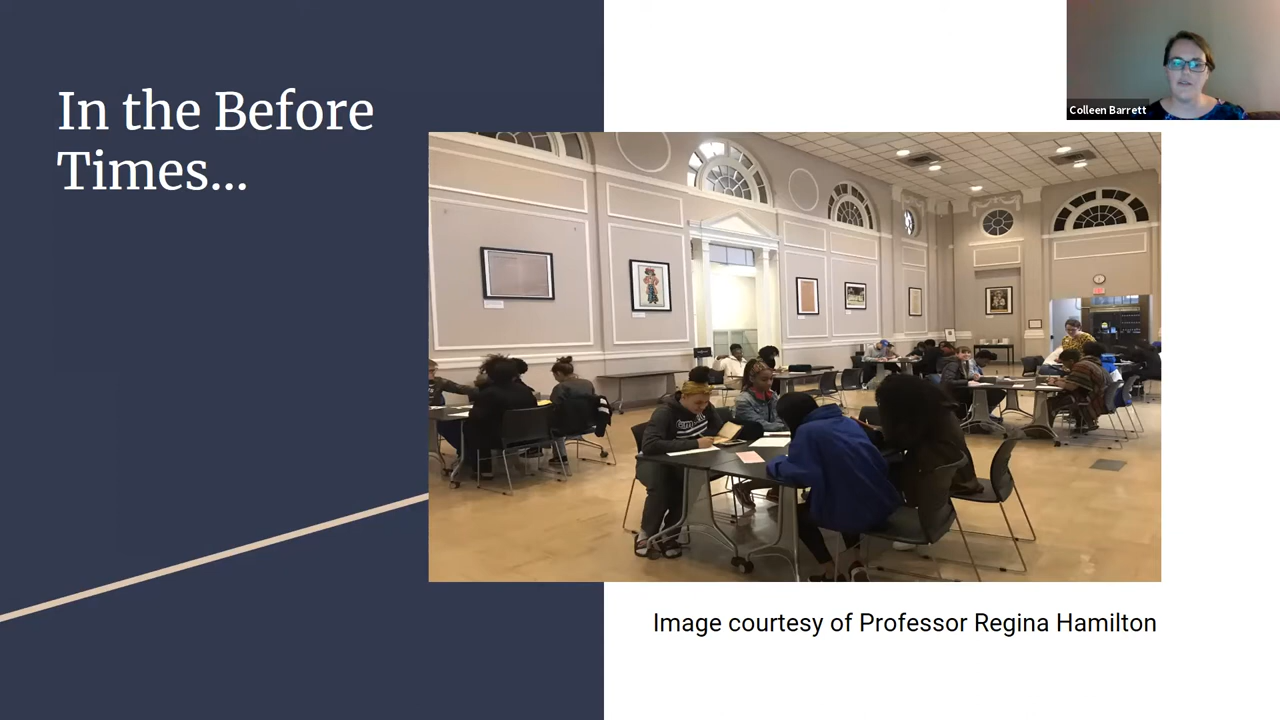 In the Before
Times...
Colleen Barrett
Image courtesy of Professor Regina Hamilton